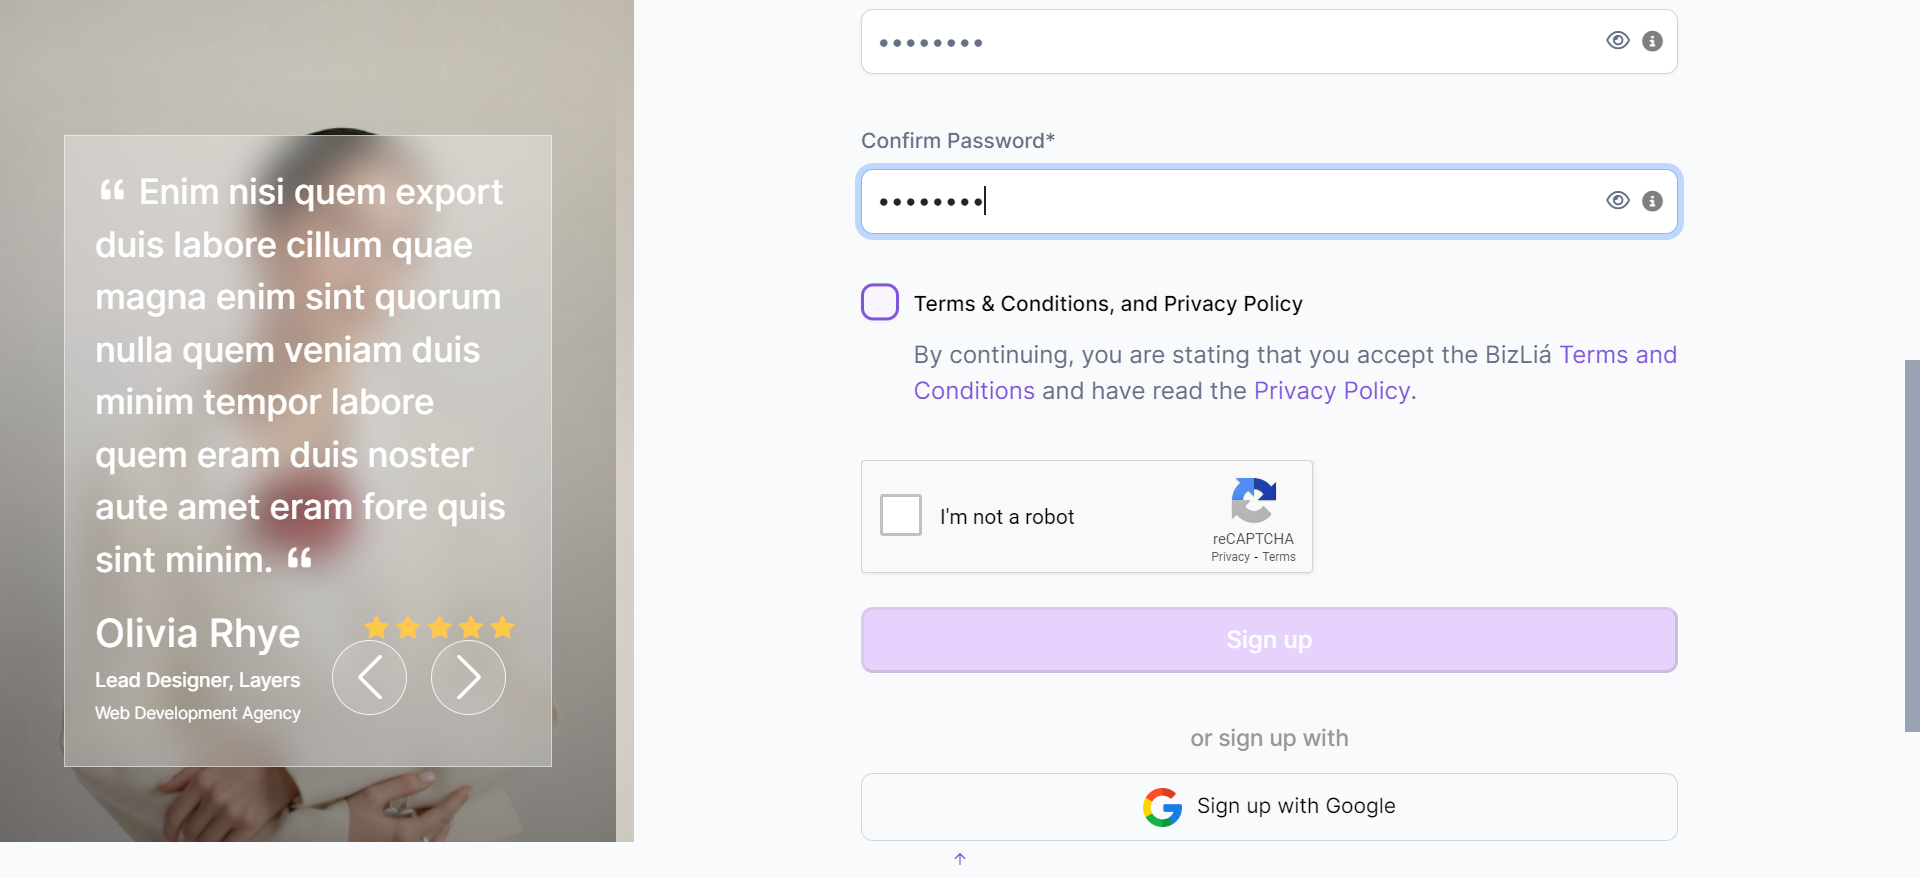 “ Enim nisi quem export
duis labore cillum quae
magna enim sint quorum
nulla quem veniam duis
minim tempor labore
quem eram duis noster
aute amet eram fore quis
sint minim. “
Olivia Rhye
Lead Designer, Layers
Web Development Agency
••••••••
Confirm Password*
••••••••
Terms & Conditions, and Privacy Policy
By continuing, you are stating that you accept the BizLiá Terms and
Conditions and have read the Privacy Policy.
I'm not a robot
reCAPTCHA
Privacy - Terms
Sign up
or sign up with
Sign up with Google